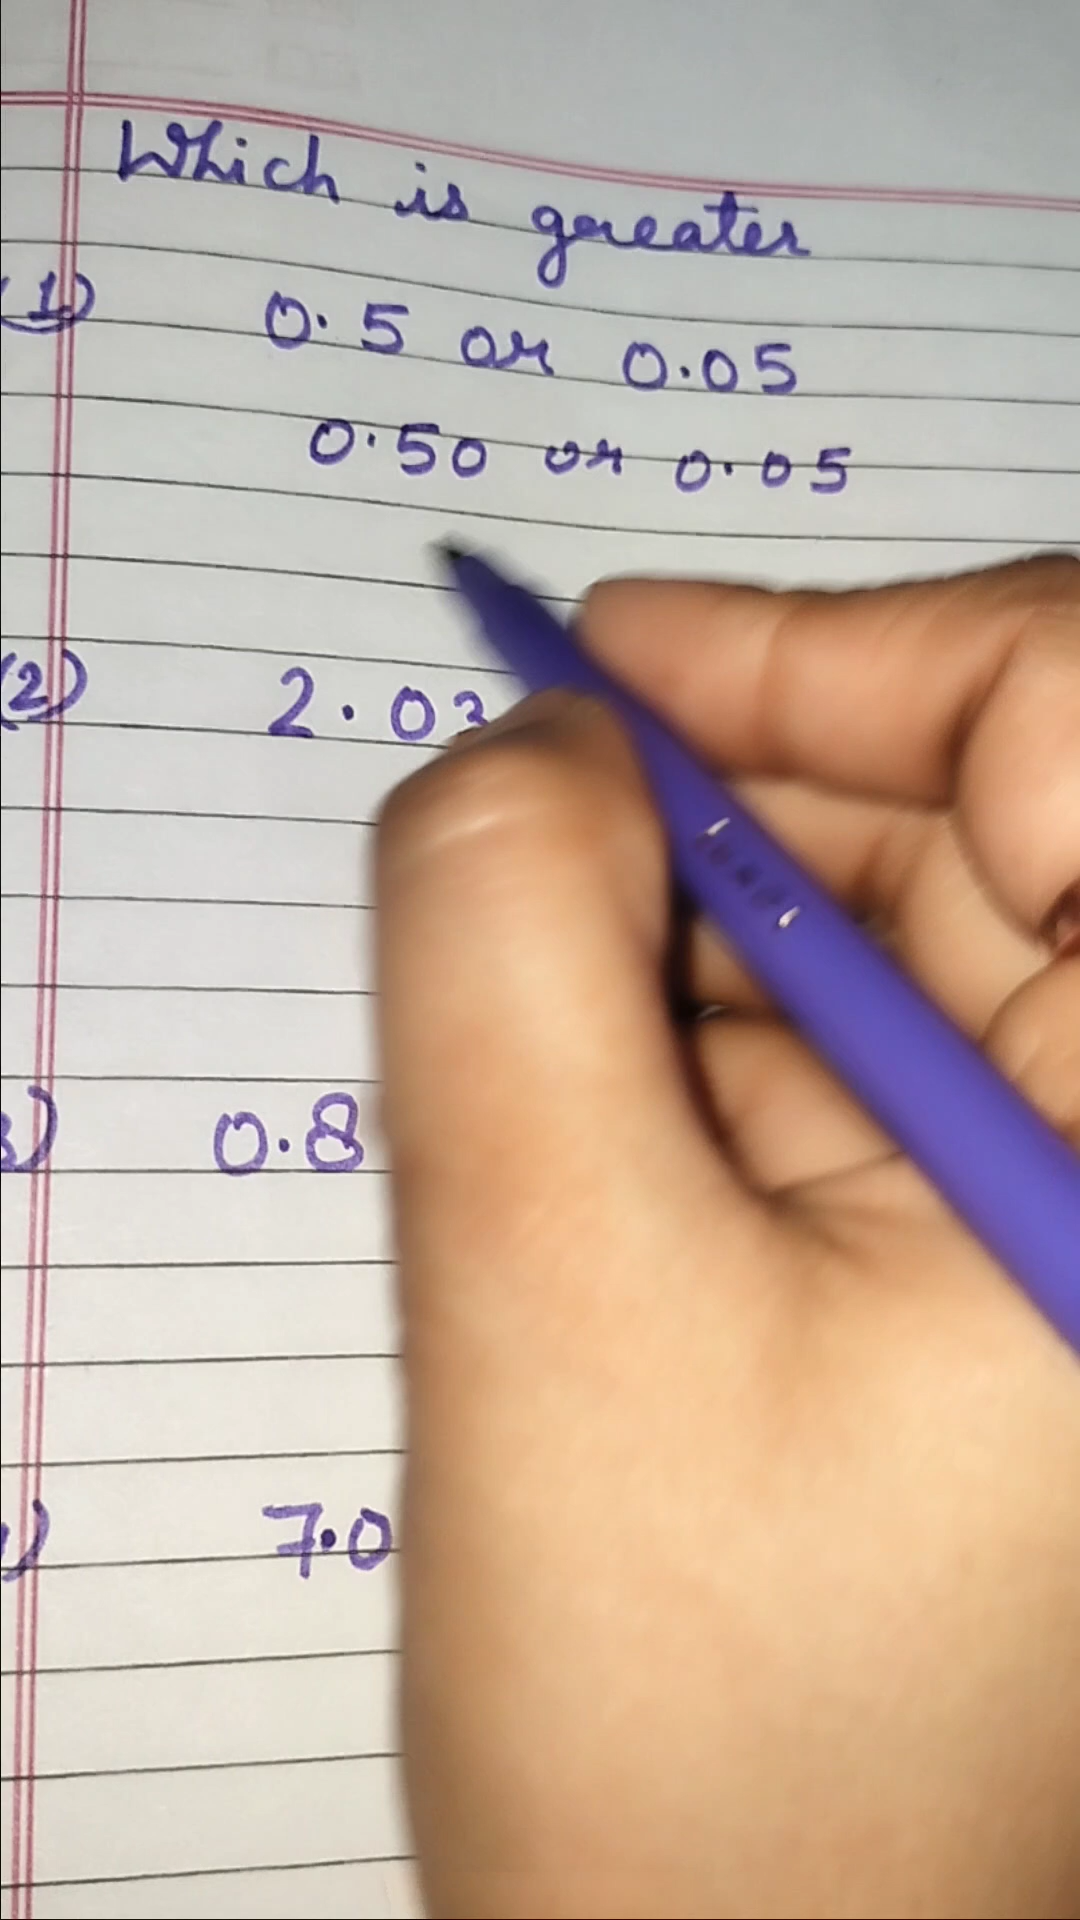 Which is greater
(1) 0.5 or 0.05
0.50 or 0.05
(2) 2.03
0.8
7.0